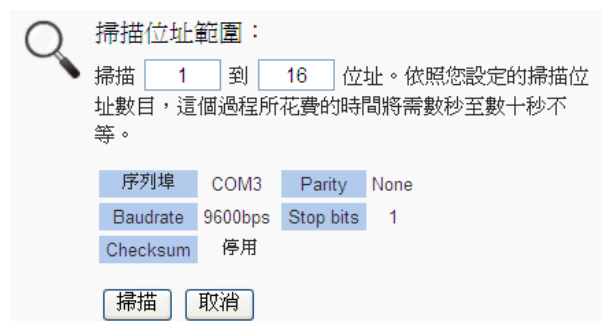 掃描位址範圍：
掃描 1 到 16 位址。依照您設定的掃描位
址數目，這個過程所花費的時間將需數秒至數十秒不
等。
序列埠 COM3 Parity None
Baudrate 9600bps Stop bits 1
Checksum 停用
掃描 取消